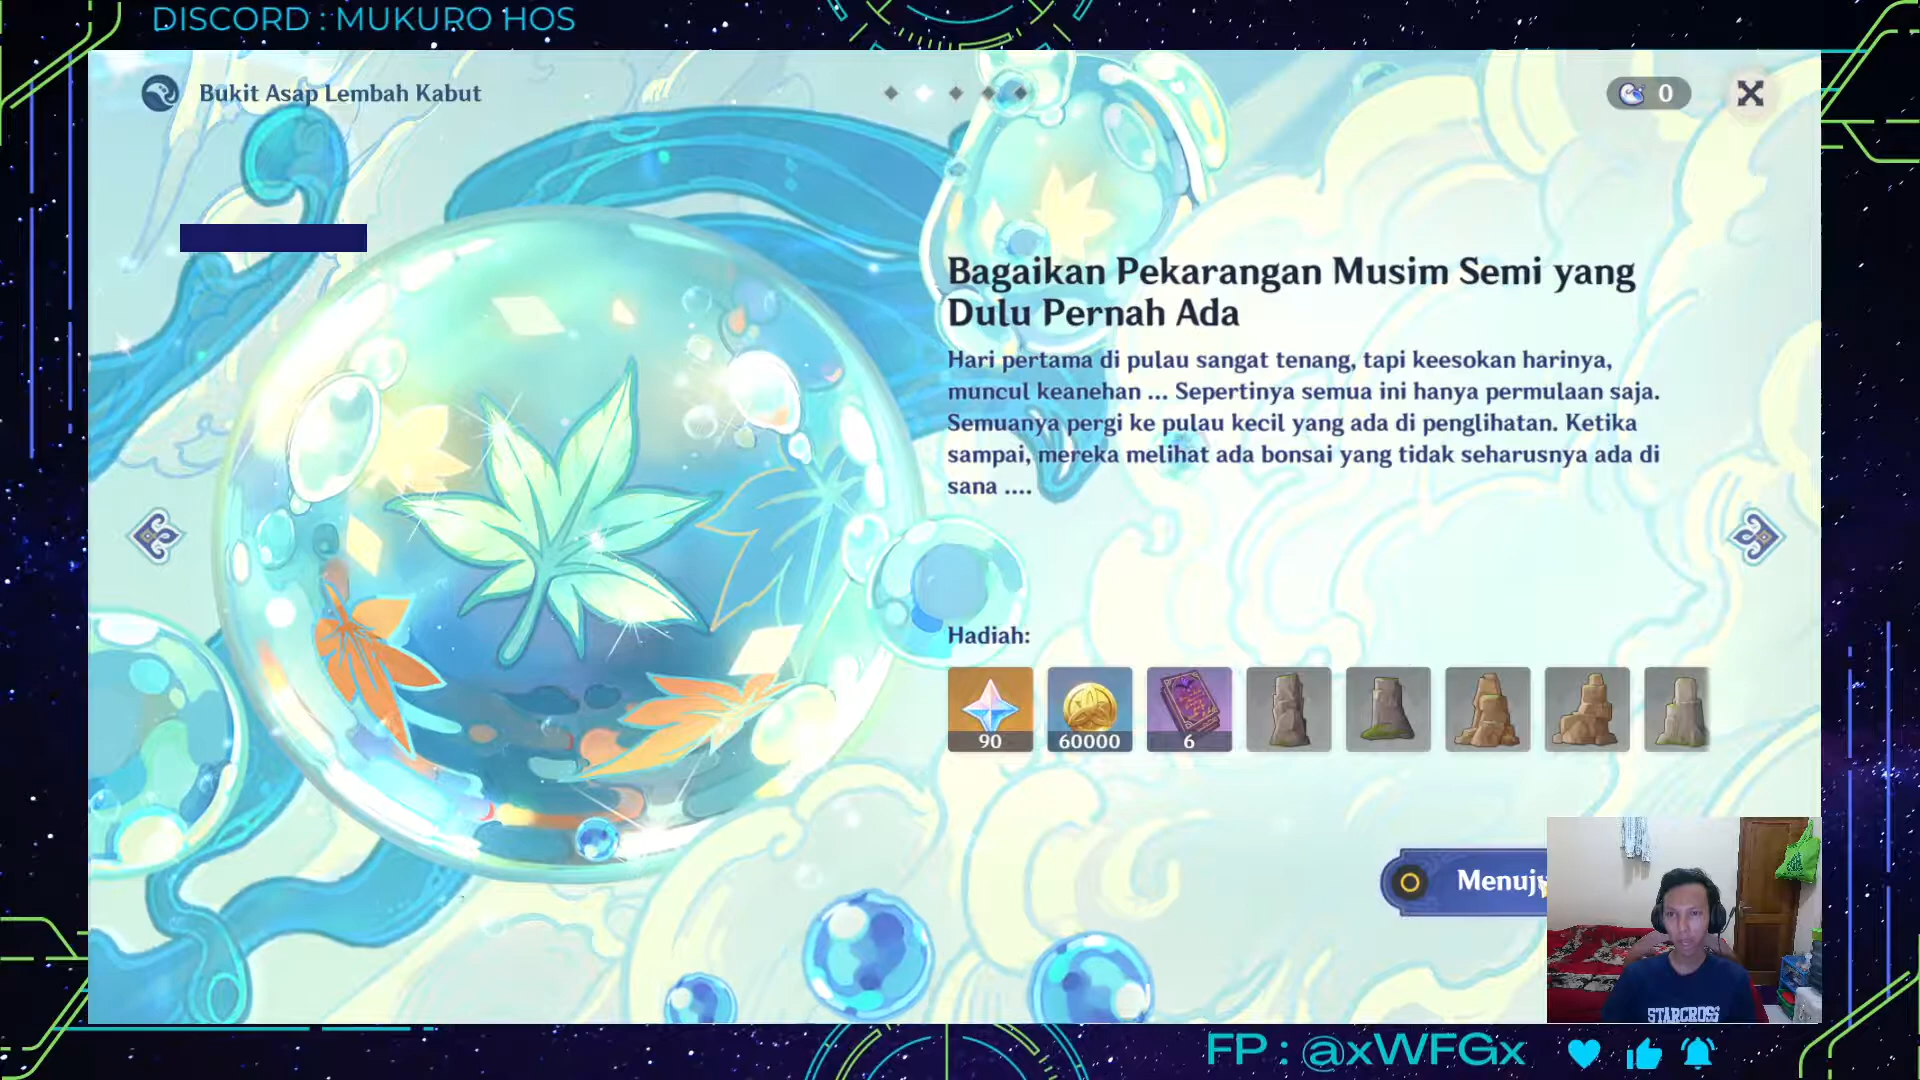 DISCORD : MUKURO HOS
Bukit Asap Lembah Kabut
0
Bagaikan Pekarangan Musim Semi yang
Dulu Pernah Ada
Hari pertama di pulau sangat tenang, tapi keesokan harinya,
muncul keanehan ... Sepertinya semua ini hanya permulaan saja.
Semuanya pergi ke pulau kecil yang ada di penglihatan. Ketika
sampai, mereka melihat ada bonsai yang tidak seharusnya ada di
sana ....
Hadiah:
90
60000
6
STARCROSS
FP : @xWFGx